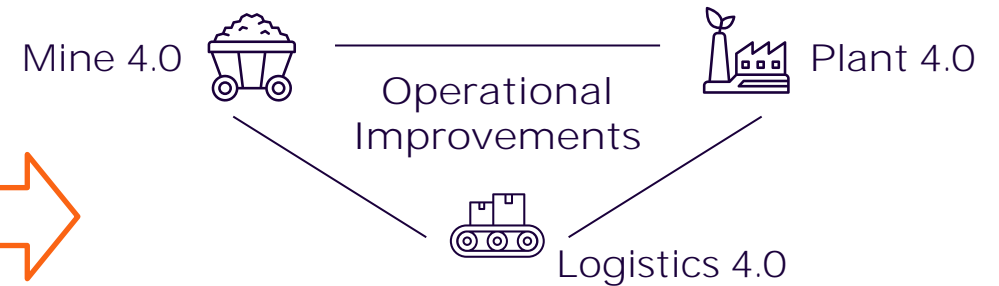 Mine 4.0
Plant 4.0
Operational
Improvements
Logistics 4.0